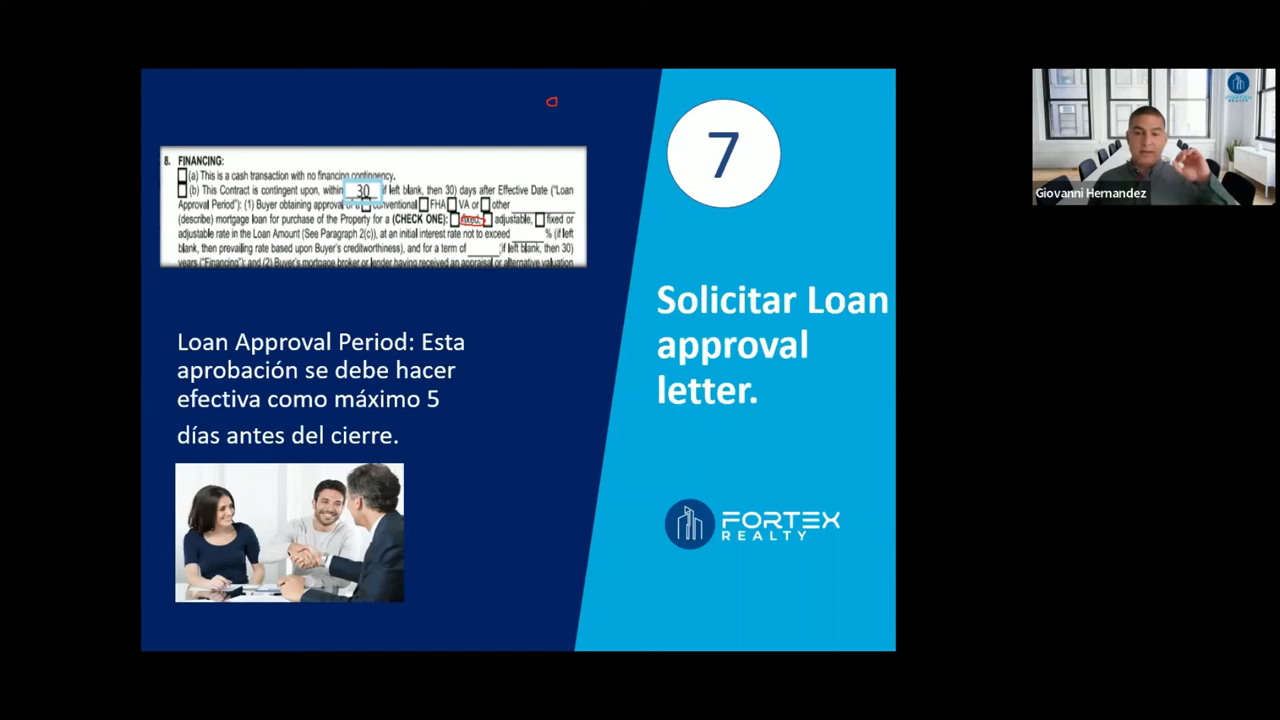 8. FINANCING:
(a) This is a cash transaction with no financing contingency.
(b) This Contract is contingent upon, within 30 if left blank, then 30) days after Effective Date ("Loan
Approval Period"): (1) Buyer obtaining approval of a conventional FHA VA or other
(describe) mortgage loan for purchase of the Property for a (CHECK ONE): fixed, adjustable, fixed or
adjustable rate in the Loan Amount (See Paragraph 2(c)), at an initial interest rate not to exceed % (if left
blank, then prevailing rate based upon Buyer's creditworthiness), and for a term of (if left blank, then 30)
years ("Financing"); and (2) Buyer's mortgage broker or lender having received an appraisal or alternative valuation
Loan Approval Period: Esta
aprobación se debe hacer
efectiva como máximo 5
días antes del cierre.
7
Solicitar Loan
approval
letter.
FORTEX
REALTY
Giovanni Hernandez
REALTY